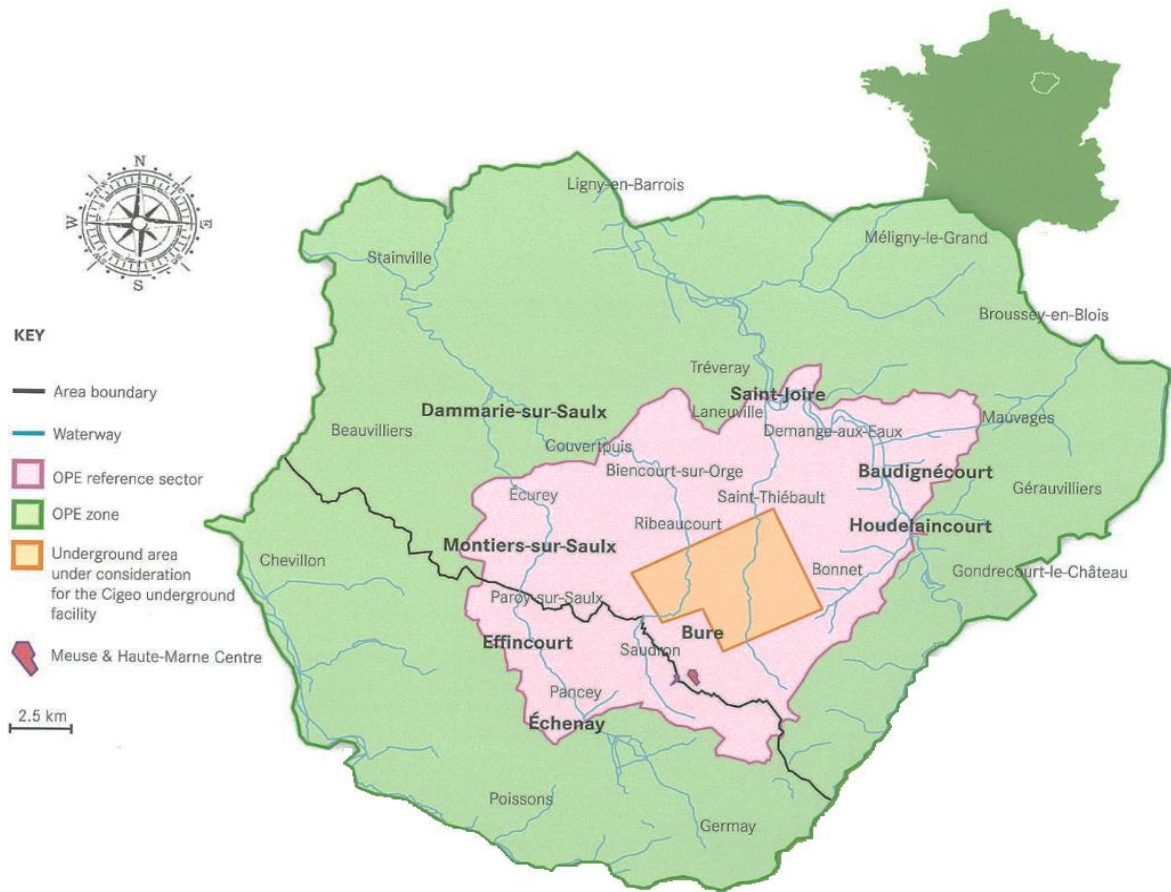 Ligny-en-Barrois
Méligny-le-Grand
Stainville
Broussey-en-Blois
N
ne
E
se
S
sw
W
nw
KEY
Area boundary
Waterway
OPE reference sector
OPE zone
Underground area
under consideration
for the Cigeo underground
facility
Meuse & Haute-Marne Centre
2.5 km
Tréveray
Saint-Joire
Dammarie-sur-Saulx
Laneuville
Mauvages
Beauvilliers
Demange-aux-Eaux
Couvertpuis
Biencourt-sur-Orge
Baudignécourt
Écurey
Saint-Thiébault
Gérauvilliers
Ribeaucourt
Houdelaincourt
Montiers-sur-Saulx
Chevillon
Bonnet
Gondrecourt-le-Château
Paroy-sur-Saulx
Effincourt
Bure
Saudron
Pancey
Échenay
Poissons
Germay